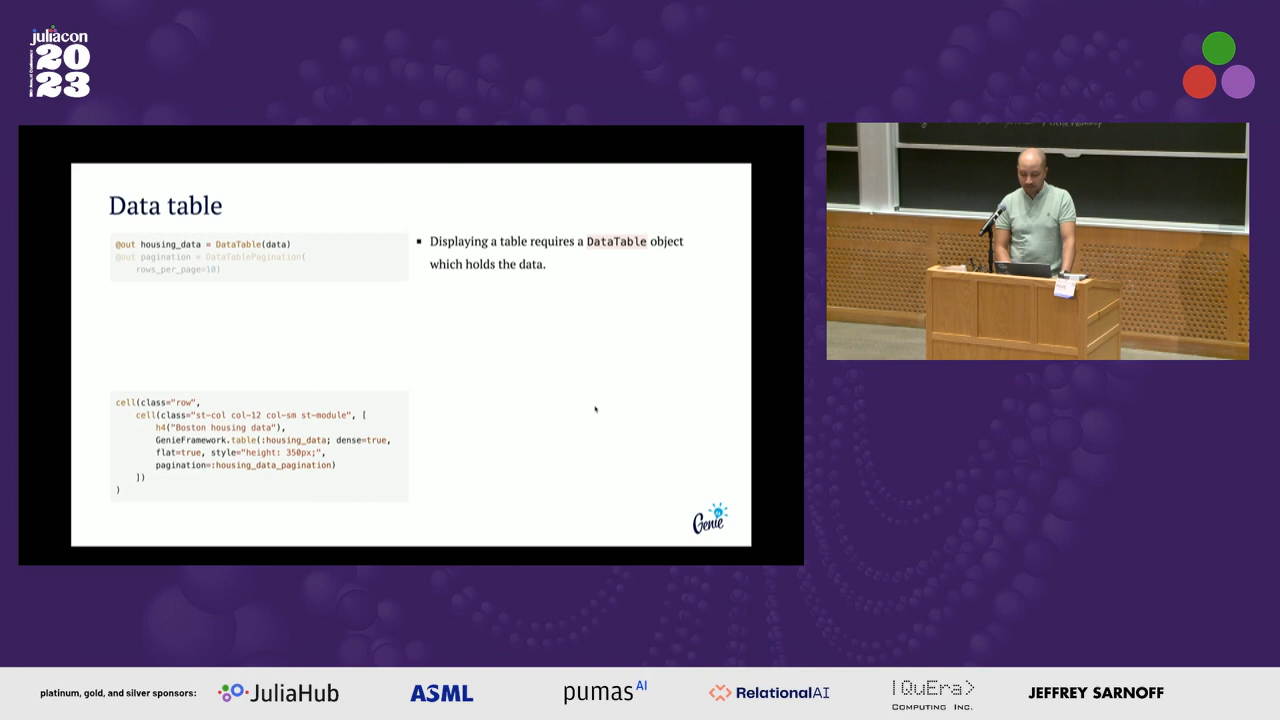 juliacon
20
23
Data table
@out housing_data = DataTable(data)
@out pagination = DataTablePagination(
rows_per_page=10)
▪ Displaying a table requires a DataTable object
which holds the data.
cell(class="row",
cell(class="st-col col-12 col-sm st-module", [
h4("Boston housing data"),
GenieFramework.table(:housing_data; dense=true,
flat=true, style="height: 350px;",
pagination=:housing_data_pagination)
])
)
Genie
platinum, gold, and silver sponsors:
JuliaHub
ASML
pumas AI
RelationalAI
|QuEra>
COMPUTING INC.
JEFFREY SARNOFF